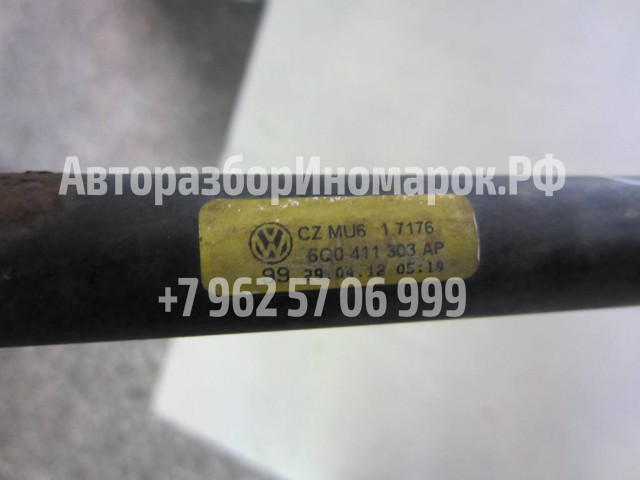 АвторазборИномарок.РФ
CZ MU6 1.7176
6Q0 411 303 AP
99 29.04.12 05:19
+7 962 57 06 999